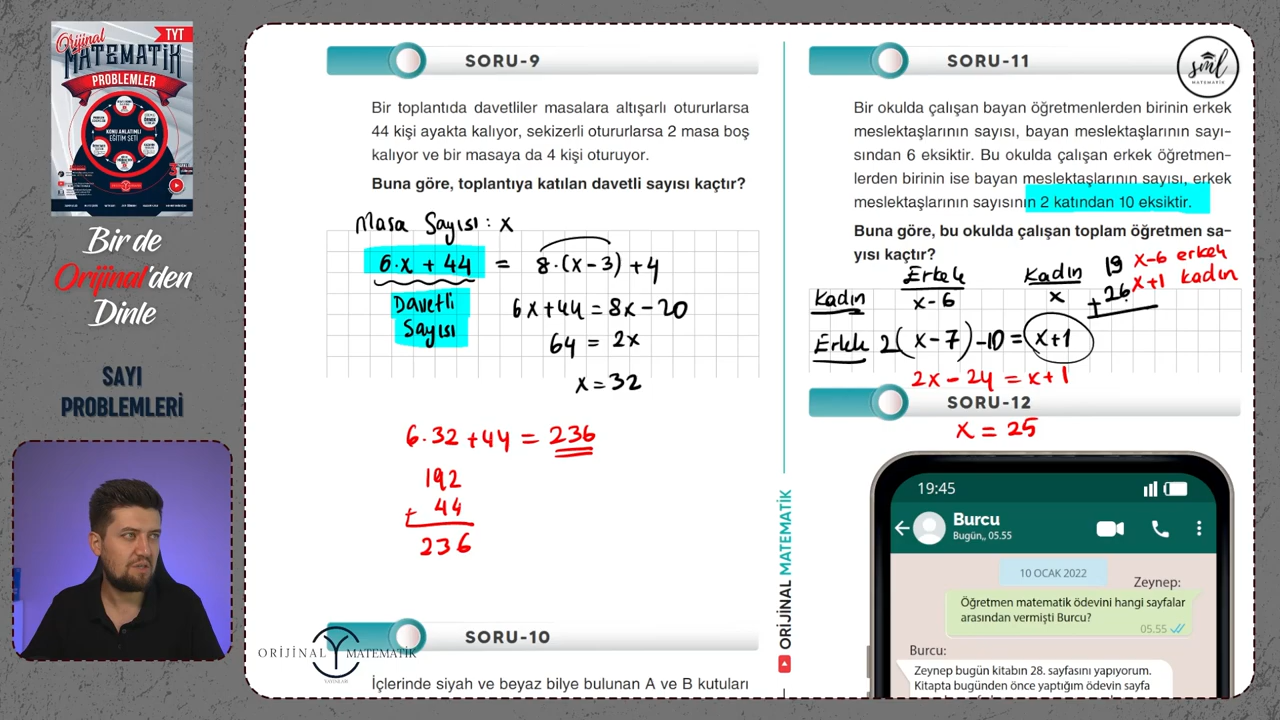 TYT
Orijinal
MATEMATİK
PROBLEMLER
KONU ANLATIMLI
EĞİTİM SETİ
Bir de
Orijinal'den
Dinle
SAYI
PROBLEMLERİ
SORU-9
Bir toplantıda davetliler masalara altışarlı otururlarsa
44 kişi ayakta kalıyor, sekizerli otururlarsa 2 masa boş
kalıyor ve bir masaya da 4 kişi oturuyor.
Buna göre, toplantıya katılan davetli sayısı kaçtır?
Masa Sayısı: x
6.x + 44 = 8.(x-3)+4
Davetli
Sayısı
6x+44 = 8x-20
64 = 2x
x = 32
6.32 +44 = 236
192
+ 44
236
SORU-10
İçlerinde siyah ve beyaz bilye bulunan A ve B kutuları
ORİJİNAL MATEMATİK
YAYINLARI
ORİJİNAL MATEMATİK
SORU-11
sml
MATEMATİK
Bir okulda çalışan bayan öğretmenlerden birinin erkek
meslektaşlarının sayısı, bayan meslektaşlarının sayı-
sından 6 eksiktir. Bu okulda çalışan erkek öğretmen-
lerden birinin ise bayan meslektaşlarının sayısı, erkek
meslektaşlarının sayısının 2 katından 10 eksiktir.
Buna göre, bu okulda çalışan toplam öğretmen sa-
yısı kaçtır?
Erkek Kadın
Kadın x-6 x
Erkek 2(x-7)-10 = x+1
19 x-6 erkek
+ 26 x+1 kadın
2x-24 = x+1
SORU-12
x = 25
19:45
Burcu
Bugün,, 05.55
10 OCAK 2022
Zeynep:
Öğretmen matematik ödevini hangi sayfalar
arasından vermişti Burcu?
05.55
Burcu:
Zeynep bugün kitabın 28. sayfasını yapıyorum.
Kitapta bugünden önce yaptığım ödevin sayfa